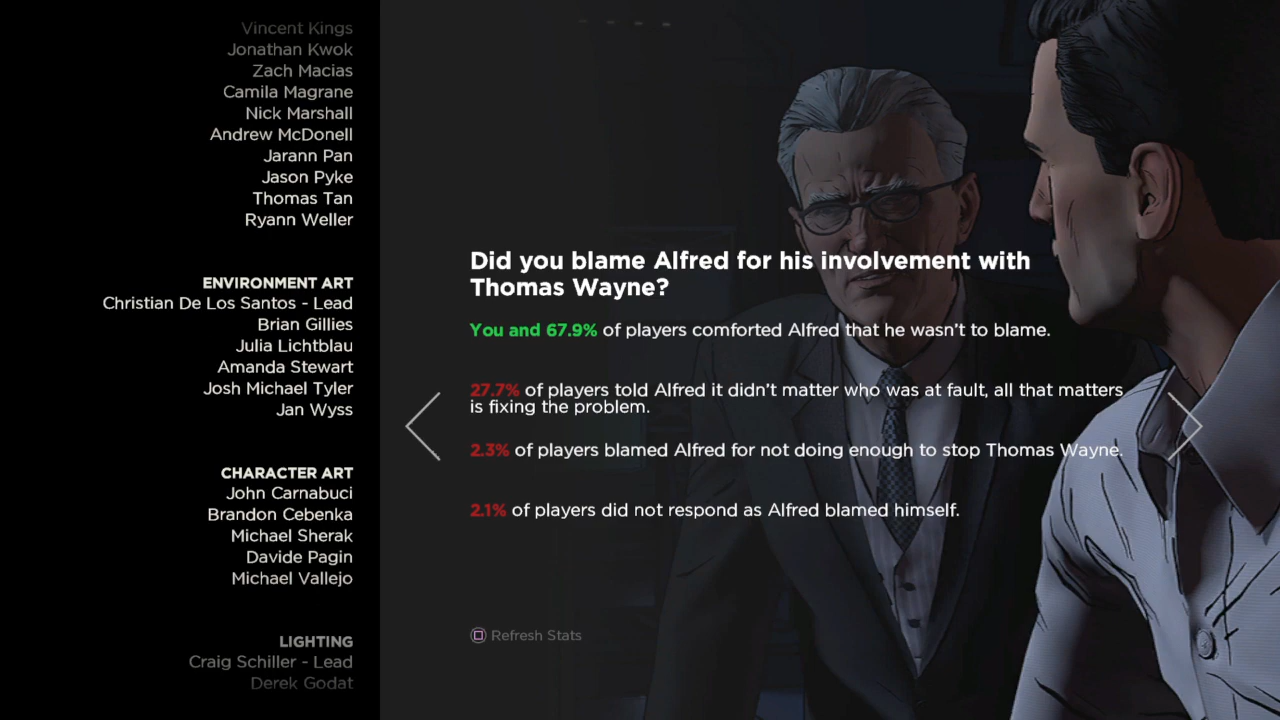 Vincent Kings
Jonathan Kwok
Zach Macias
Camila Magrane
Nick Marshall
Andrew McDonell
Jarann Pan
Jason Pyke
Thomas Tan
Ryann Weller
ENVIRONMENT ART
Christian De Los Santos - Lead
Brian Gillies
Julia Lichtblau
Amanda Stewart
Josh Michael Tyler
Jan Wyss
CHARACTER ART
John Carnabuci
Brandon Cebenka
Michael Sherak
Davide Pagin
Michael Vallejo
LIGHTING
Craig Schiller - Lead
Derek Godat
Did you blame Alfred for his involvement with
Thomas Wayne?
You and 67.9% of players comforted Alfred that he wasn't to blame.
27.7% of players told Alfred it didn't matter who was at fault, all that matters
is fixing the problem.
2.3% of players blamed Alfred for not doing enough to stop Thomas Wayne.
2.1% of players did not respond as Alfred blamed himself.
Refresh Stats